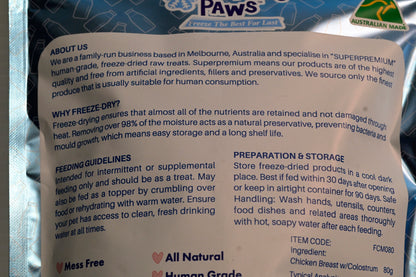 PAWS
Freeze The Best For Last
AUSTRALIAN MADE
ABOUT US
We are a family-run business based in Melbourne, Australia and specialise in "SUPERPREMIUM"
human-grade, freeze-dried raw treats. Superpremium means our products are of the highest
quality and free from artificial ingredients, fillers and preservatives. We source only the finest
produce that is usually suitable for human consumption.
WHY FREEZE-DRY?
Freeze-drying ensures that almost all of the nutrients are retained and not damaged through
heat. Removing over 98% of the moisture acts as a natural preservative, preventing bacteria and
mould growth, which means easy storage and a long shelf life.
FEEDING GUIDELINES
Intended for intermittent or supplemental
feeding only and should be as a treat. May
also be fed as a topper by crumbling over
food or rehydrating with warm water. Ensure
your pet has access to clean, fresh drinking
water at all times.
PREPARATION & STORAGE
Store freeze-dried products in a cool dark
place. Best if fed within 30 days after opening
or keep in airtight container for 90 days. Safe
Handling: Wash hands, utensils, counters,
food dishes and related areas thoroughly
with hot, soapy water after each feeding.
Mess Free
All Natural
Human Grade
ITEM CODE: FCM080
Ingredient:
Chicken Breast w/Colostrum 80g
Typical Analysis